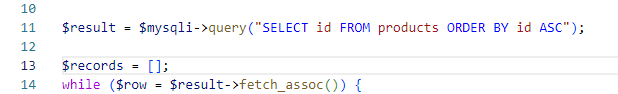 10
11 $result = $mysqli->query("SELECT id FROM products ORDER BY id ASC");
12
13 $records = [];
14 while ($row = $result->fetch_assoc()) {